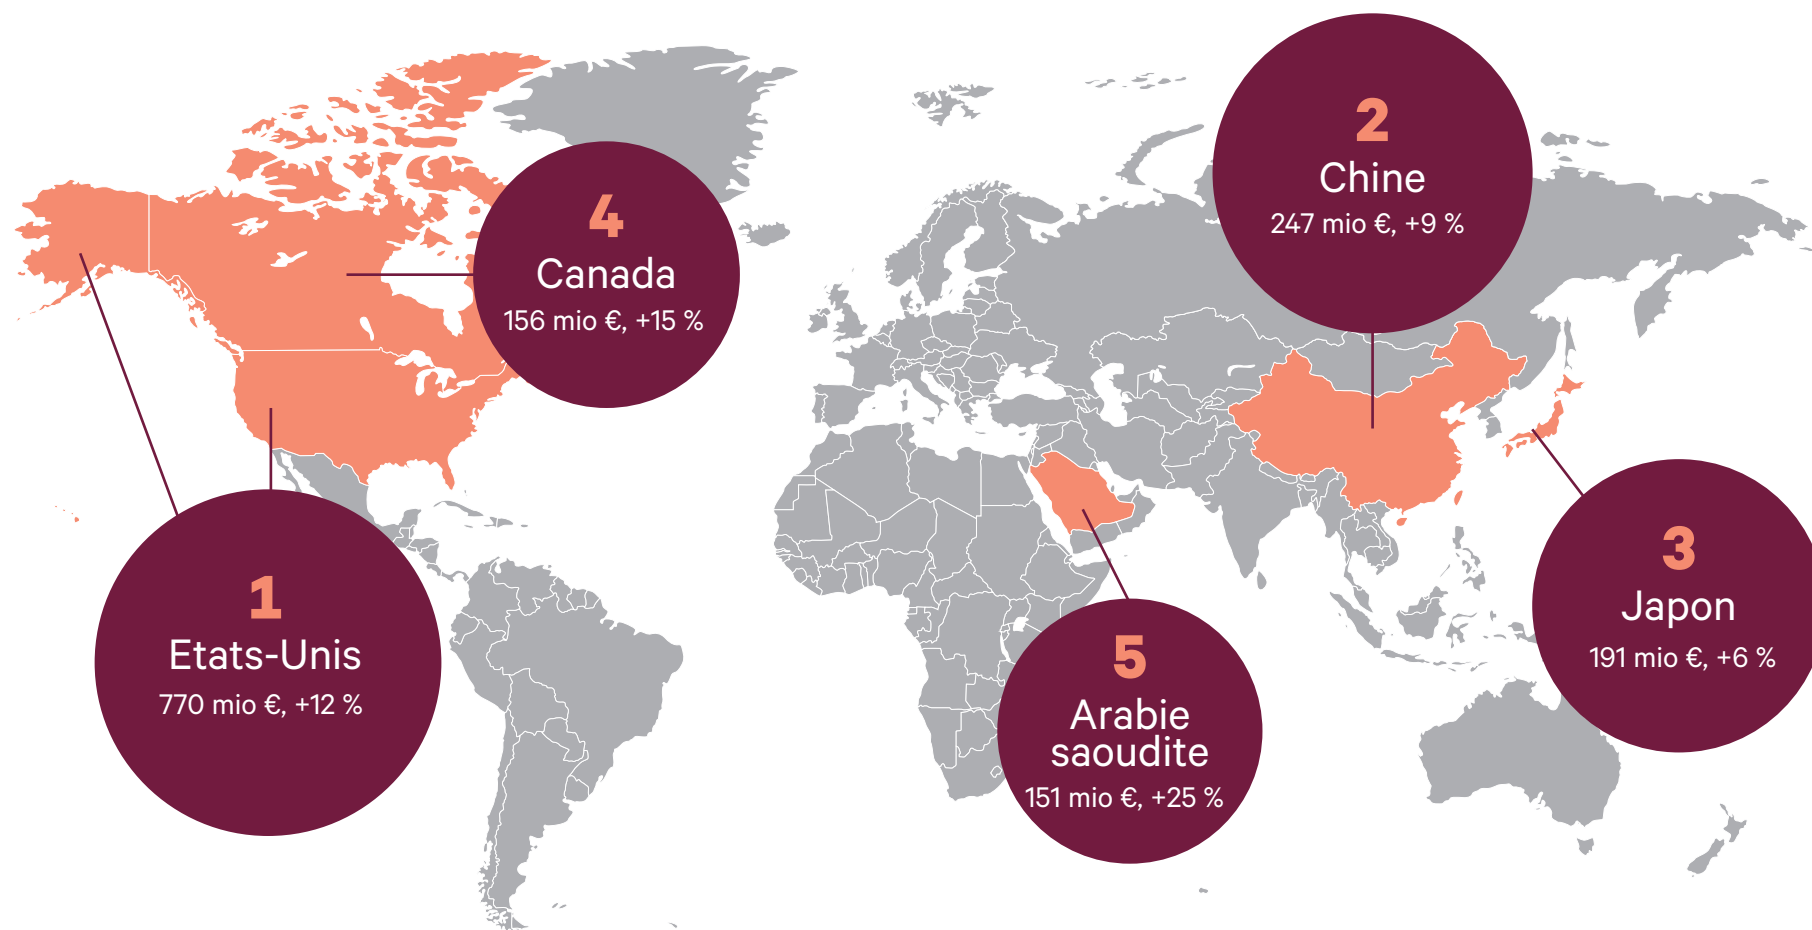 1
Etats-Unis
770 mio €, +12 %
2
Chine
247 mio €, +9 %
3
Japon
191 mio €, +6 %
4
Canada
156 mio €, +15 %
5
Arabie
saoudite
151 mio €, +25 %